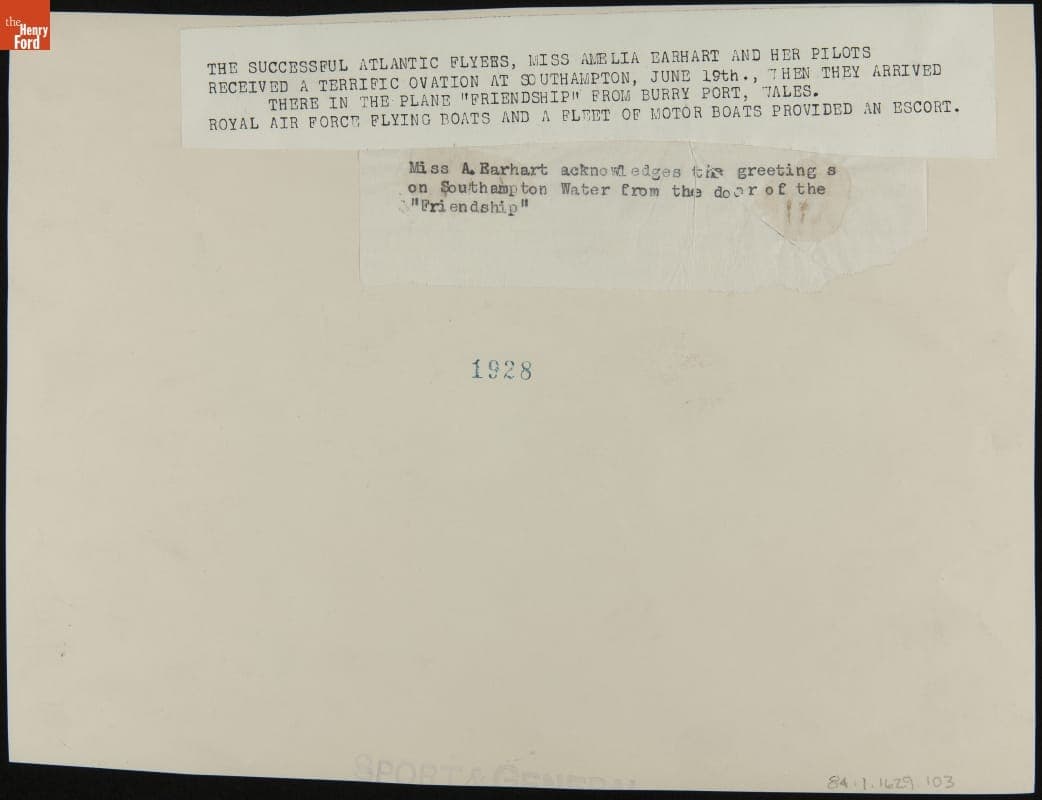 the
Henry
Ford
THE SUCCESSFUL ATLANTIC FLYERS, MISS AMELIA EARHART AND HER PILOTS
RECEIVED A TERRIFIC OVATION AT SOUTHAMPTON, JUNE 19th., WHEN THEY ARRIVED
THERE IN THE PLANE "FRIENDSHIP" FROM BURRY PORT, WALES.
ROYAL AIR FORCE FLYING BOATS AND A FLEET OF MOTOR BOATS PROVIDED AN ESCORT.
Miss A.Earhart acknowledges the greeting s
on Southampton Water from the door of the
"Friendship"
1928
SPORT & GENERAL
84.1.1629.103